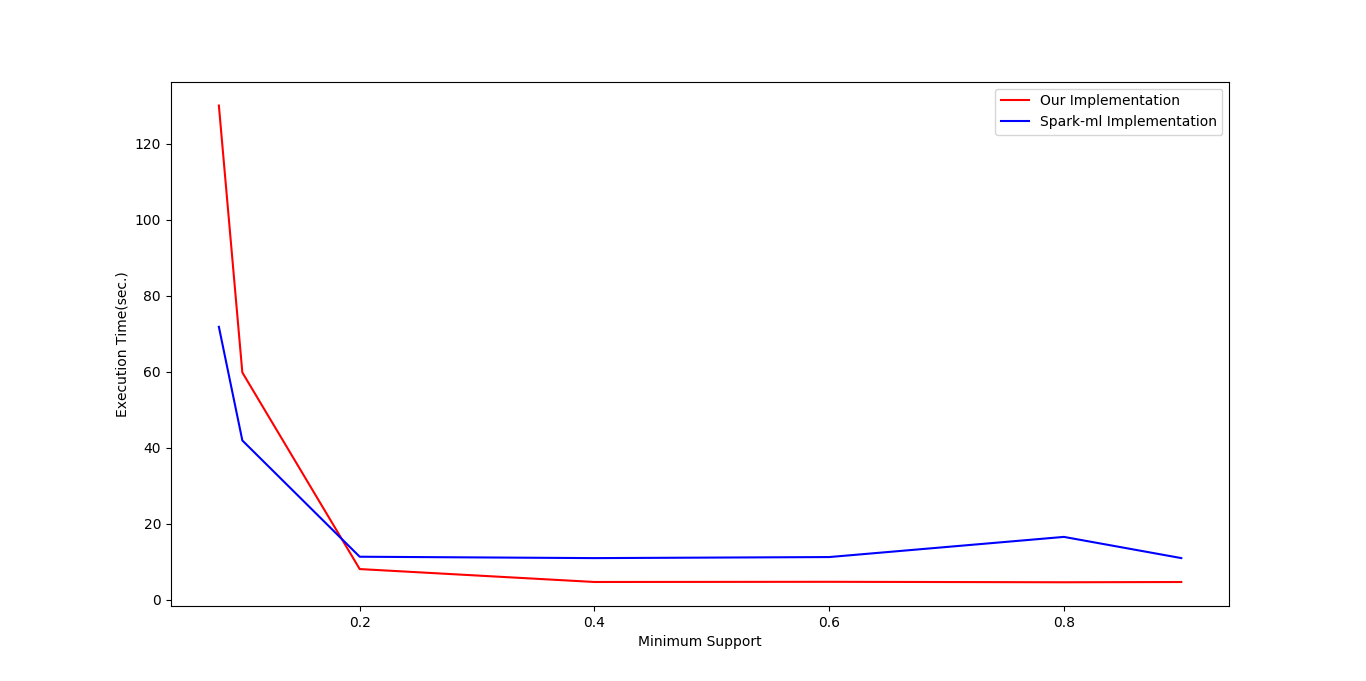 Our Implementation
Spark-ml Implementation
120
100
80
60
40
20
0
Execution Time(sec.)
0.2 0.4 0.6 0.8
Minimum Support